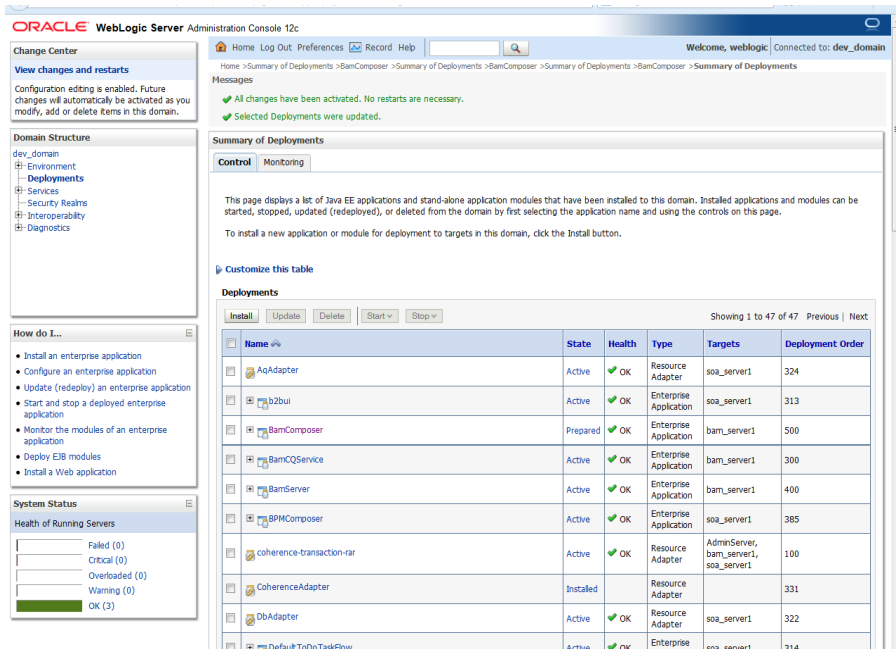 ORACLE WebLogic Server Administration Console 12c
Change Center
View changes and restarts
Configuration editing is enabled. Future
changes will automatically be activated as you
modify, add or delete items in this domain.
Domain Structure
dev_domain
Environment
Deployments
Services
Security Realms
Interoperability
Diagnostics
How do I...
Install an enterprise application
Configure an enterprise application
Update (redeploy) an enterprise application
Start and stop a deployed enterprise
application
Monitor the modules of an enterprise
application
Deploy EJB modules
Install a Web application
System Status
Health of Running Servers
Failed (0)
Critical (0)
Overloaded (0)
Warning (0)
OK (3)
Home Log Out Preferences Record Help
Welcome, weblogic Connected to: dev_domain
Home >Summary of Deployments >BamComposer >Summary of Deployments >BamComposer >Summary of Deployments >BamComposer >Summary of Deployments
Messages
All changes have been activated. No restarts are necessary.
Selected Deployments were updated.
Summary of Deployments
Control Monitoring
This page displays a list of Java EE applications and stand-alone application modules that have been installed to this domain. Installed applications and modules can be
started, stopped, updated (redeployed), or deleted from the domain by first selecting the application name and using the controls on this page.
To install a new application or module for deployment to targets in this domain, click the Install button.
Customize this table
Deployments
Install Update Delete Start Stop Showing 1 to 47 of 47 Previous | Next
Name State Health Type Targets Deployment Order
AqAdapter Active OK Resource Adapter soa_server1 324
b2bui Active OK Enterprise Application soa_server1 313
BamComposer Prepared OK Enterprise Application bam_server1 500
BamCQService Active OK Enterprise Application bam_server1 300
BamServer Active OK Enterprise Application bam_server1 400
BPMComposer Active OK Enterprise Application soa_server1 385
coherence-transaction-rar Active OK Resource Adapter AdminServer, bam_server1, soa_server1 100
CoherenceAdapter Installed Resource Adapter 331
DbAdapter Active OK Resource Adapter soa_server1 322
DefaultToDoTaskFlow Active OK Enterprise soa_server1 314